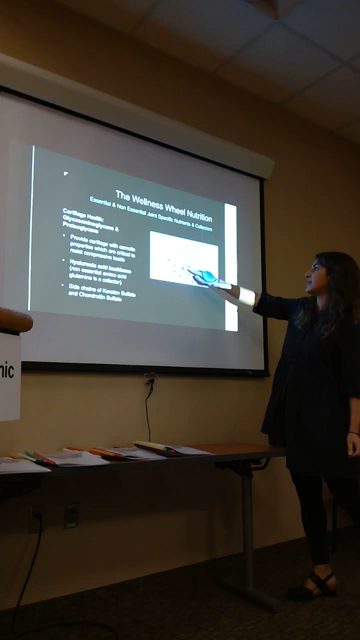 The Wellness Wheel Nutrition
Essential & Non Essential Joint Specific Nutrients & Cofactors
Cartilage Health:
Glycosaminoglycans &
Proteoglycans
• Provide cartilage with osmotic
properties which are critical to
resist compressive loads
• Hyaluronic acid
(non essential amino acid
glutamine is a cofactor)
• Side chains of Keratan Sulfate
and Chondroitin Sulfate
nic